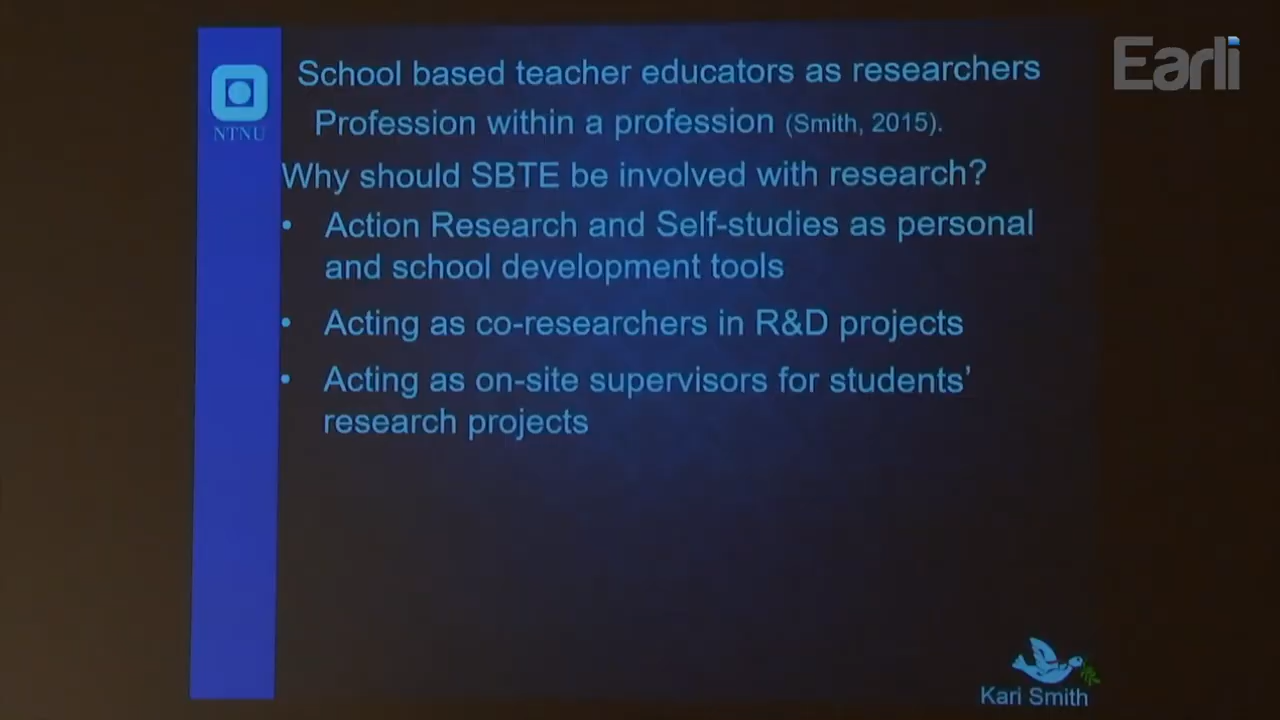 Earli
NTNU
School based teacher educators as researchers
Profession within a profession (Smith, 2015).
Why should SBTE be involved with research?
• Action Research and Self-studies as personal
and school development tools
• Acting as co-researchers in R&D projects
• Acting as on-site supervisors for students’
research projects
Kari Smith